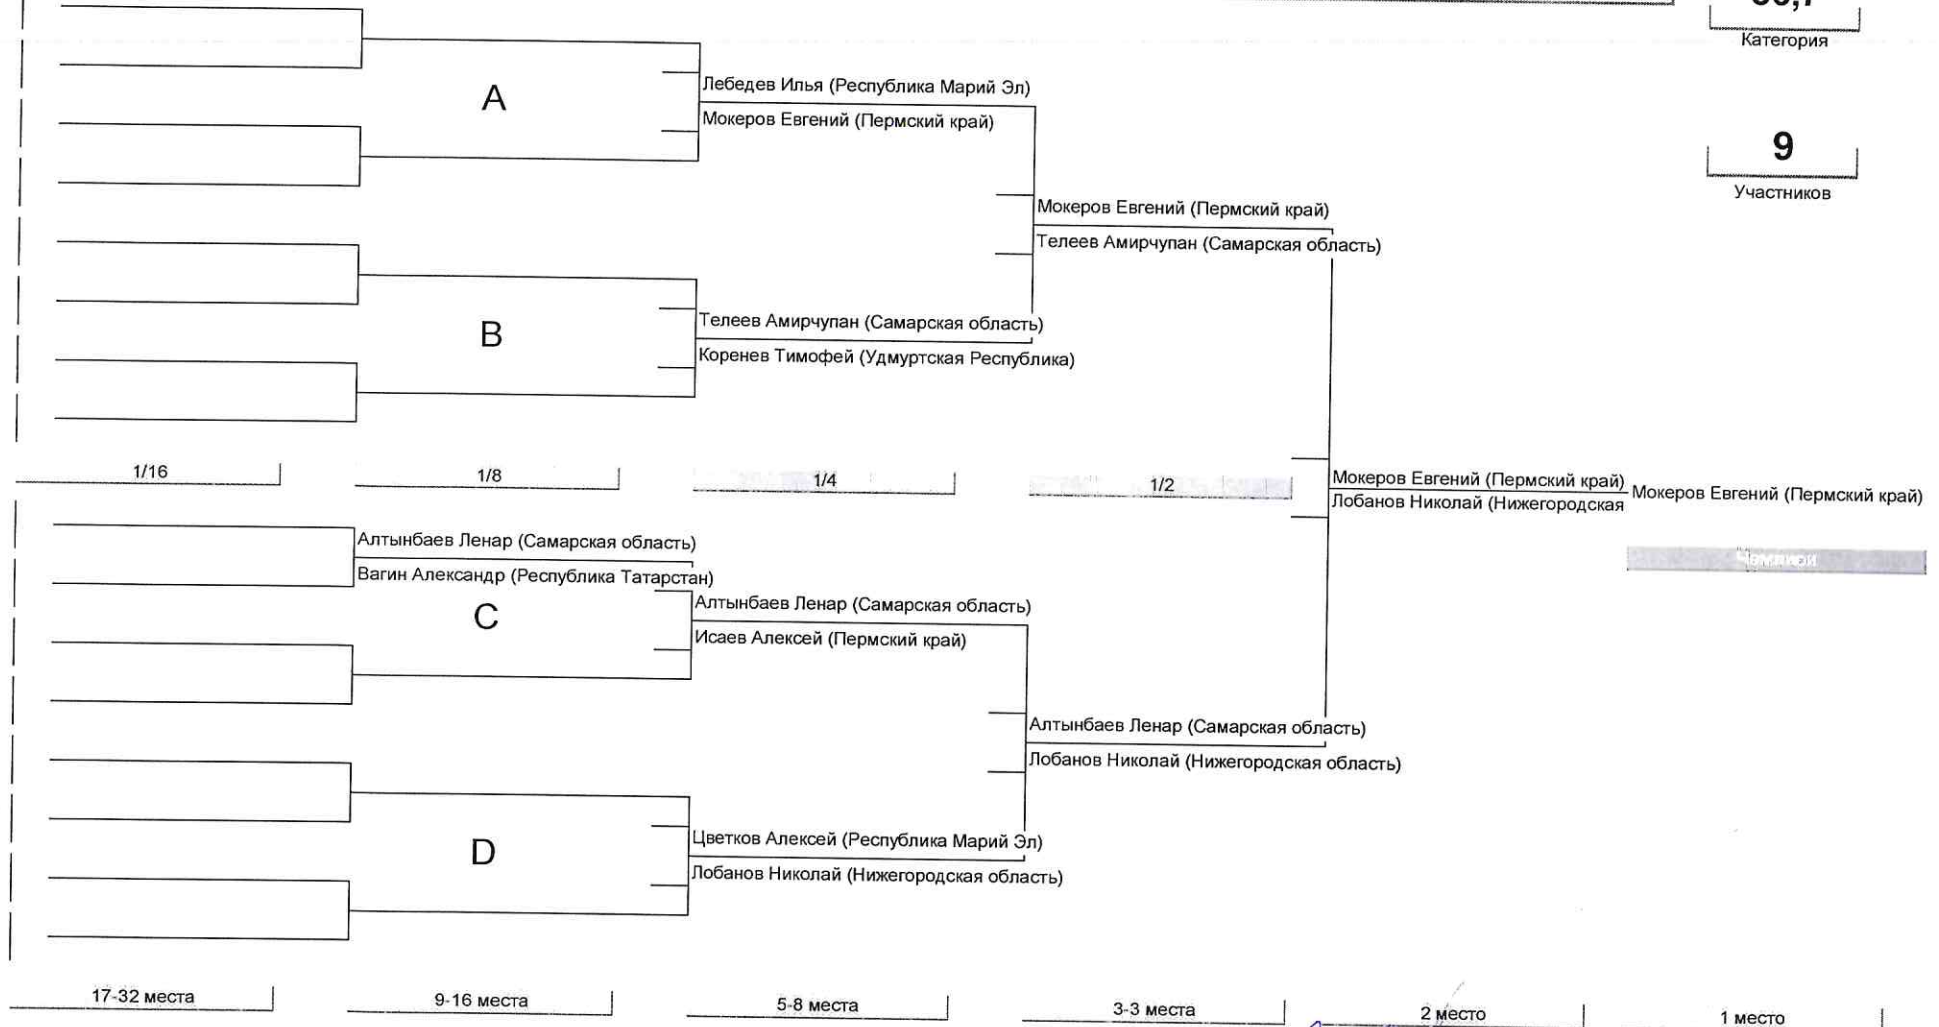 Категория
A
Лебедев Илья (Республика Марий Эл)
Мокеров Евгений (Пермский край)
9
Участников
Мокеров Евгений (Пермский край)
Телеев Амирчупан (Самарская область)
B
Телеев Амирчупан (Самарская область)
Коренев Тимофей (Удмуртская Республика)
1/16
1/8
1/4
1/2
Мокеров Евгений (Пермский край)
Лобанов Николай (Нижегородская
Мокеров Евгений (Пермский край)
Алтынбаев Ленар (Самарская область)
Вагин Александр (Республика Татарстан)
C
Алтынбаев Ленар (Самарская область)
Исаев Алексей (Пермский край)
Алтынбаев Ленар (Самарская область)
Лобанов Николай (Нижегородская область)
D
Цветков Алексей (Республика Марий Эл)
Лобанов Николай (Нижегородская область)
17-32 места
9-16 места
5-8 места
3-3 места
2 место
1 место